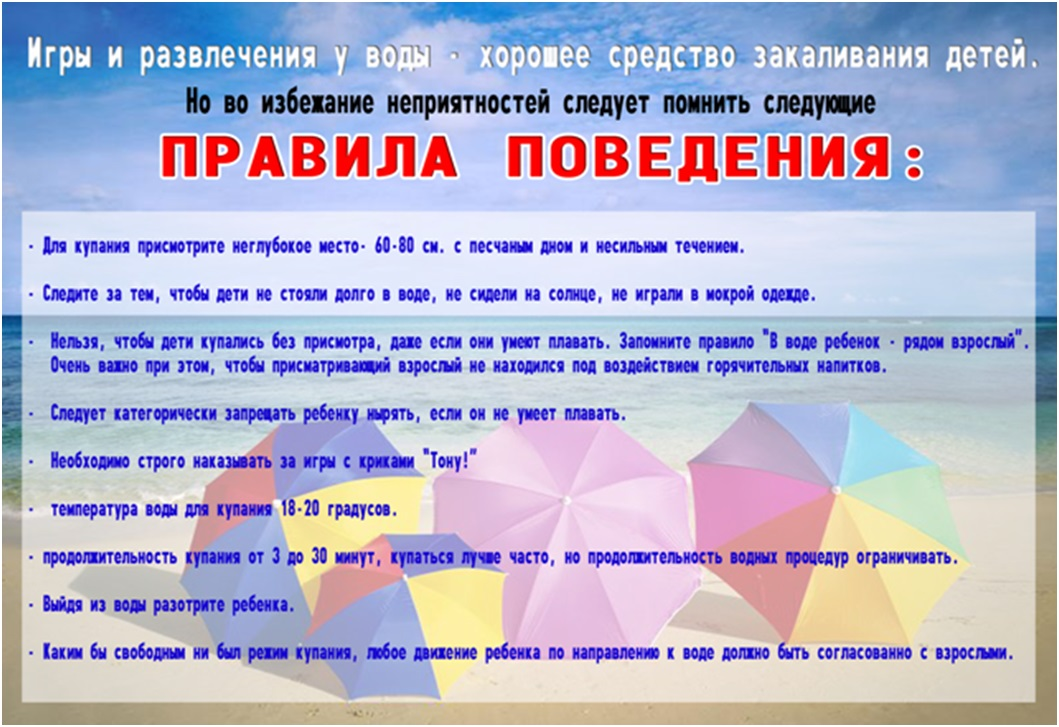 Игры и развлечения у воды - хорошее средство закаливания детей.
Но во избежание неприятностей следует помнить следующие
ПРАВИЛА ПОВЕДЕНИЯ:
- Для купания присмотрите неглубокое место- 60-80 см. с песчаным дном и несильным течением.
- Следите за тем, чтобы дети не стояли долго в воде, не сидели на солнце, не играли в мокрой одежде.
- Нельзя, чтобы дети купались без присмотра, даже если они умеют плавать. Запомните правило "В воде ребенок - рядом взрослый".
Очень важно при этом, чтобы присматривающий взрослый не находился под воздействием горячительных напитков.
- Следует категорически запрещать ребенку нырять, если он не умеет плавать.
- Необходимо строго наказывать за игры с криками "Тону!"
- температура воды для купания 18-20 градусов.
- продолжительность купания от 3 до 30 минут, купаться лучше часто, но продолжительность водных процедур ограничивать.
- Выйдя из воды разотрите ребенка.
- Каким бы свободным ни был режим купания, любое движение ребенка по направлению к воде должно быть согласованно с взрослыми.